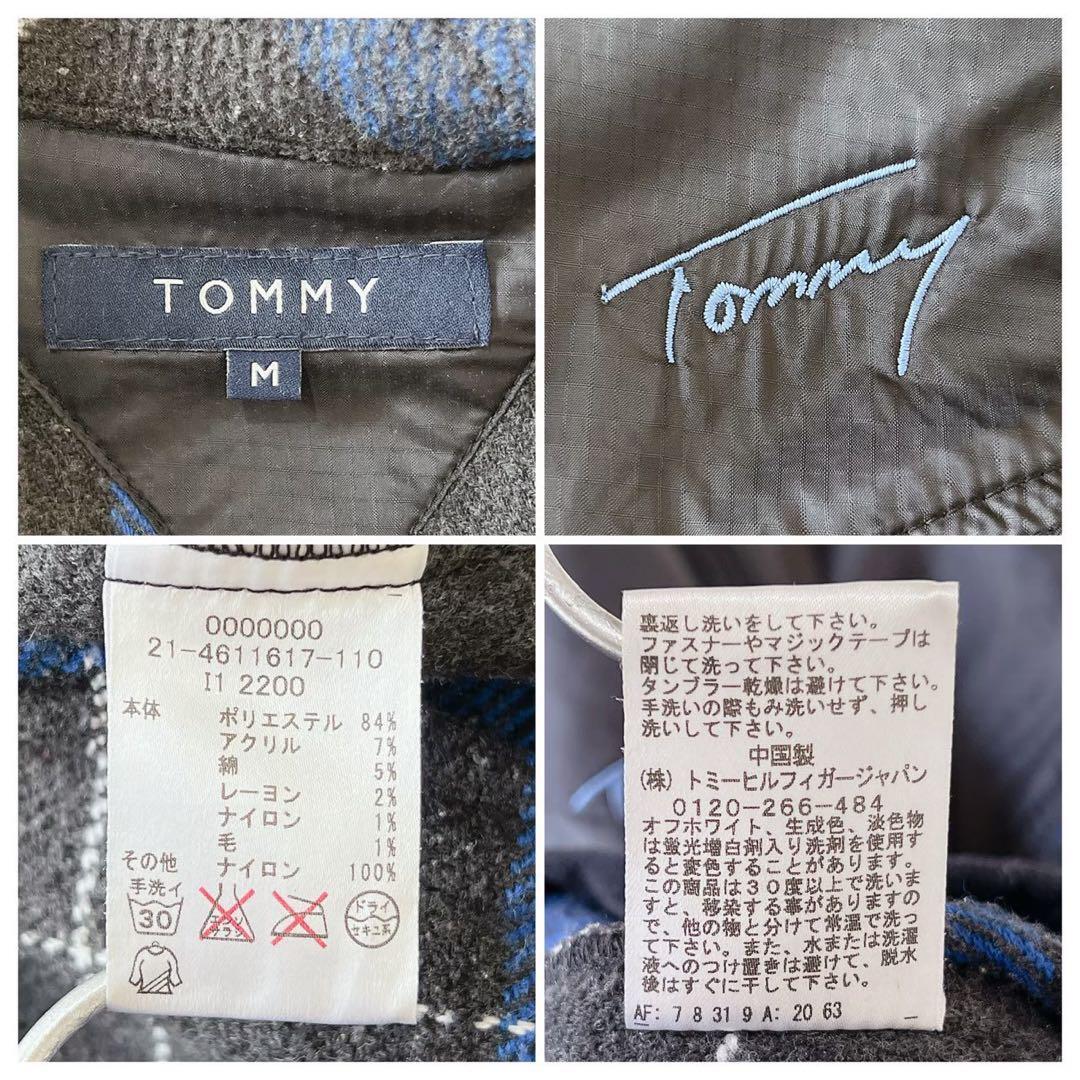 TOMMY
M
Tommy
0000000
21-4611617-110
I1 2200
本体 ポリエステル 84%
アクリル 7%
綿 5%
レーヨン 2%
ナイロン 1%
毛 1%
その他 ナイロン 100%
手洗イ
30
エンソ
サラシ
ドライ
セキユ系
裏返し洗いをして下さい。
ファスナーやマジックテープは
閉じて洗って下さい。
タンブラー乾燥は避けて下さい。
手洗いの際もみ洗いせず、押し
洗いして下さい。
中国製
(株)トミーヒルフィガージャパン
0120-266-484
オフホワイト、生成色、淡色物
は蛍光増白剤入り洗剤を使用す
ると変色することがあります。
この商品は30度以上で洗いま
すと、移染する事がありますの
で、他の物と分けて常温で洗っ
て下さい。また、水または洗濯
液へのつけ置きは避けて、脱水
後はすぐに干して下さい。
AF: 7 8 31 9 A: 20 63